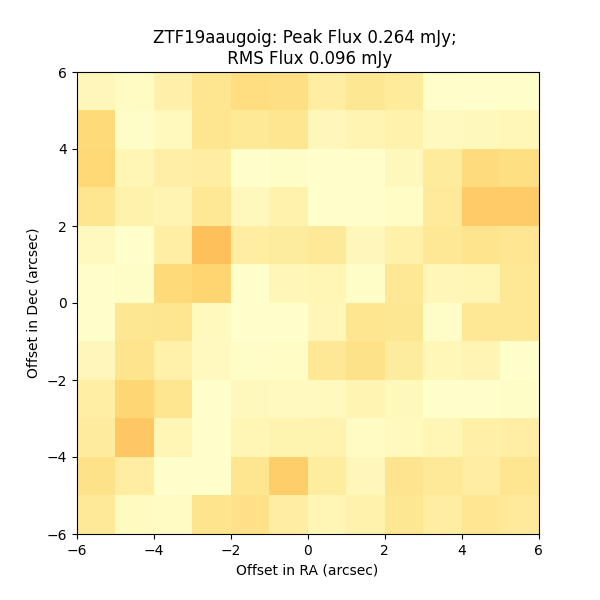 ZTF19aaugoig: Peak Flux 0.264 mJy;
RMS Flux 0.096 mJy
6
4
2
0
−2
−4
−6
Offset in Dec (arcsec)
−6 −4 −2 0 2 4 6
Offset in RA (arcsec)